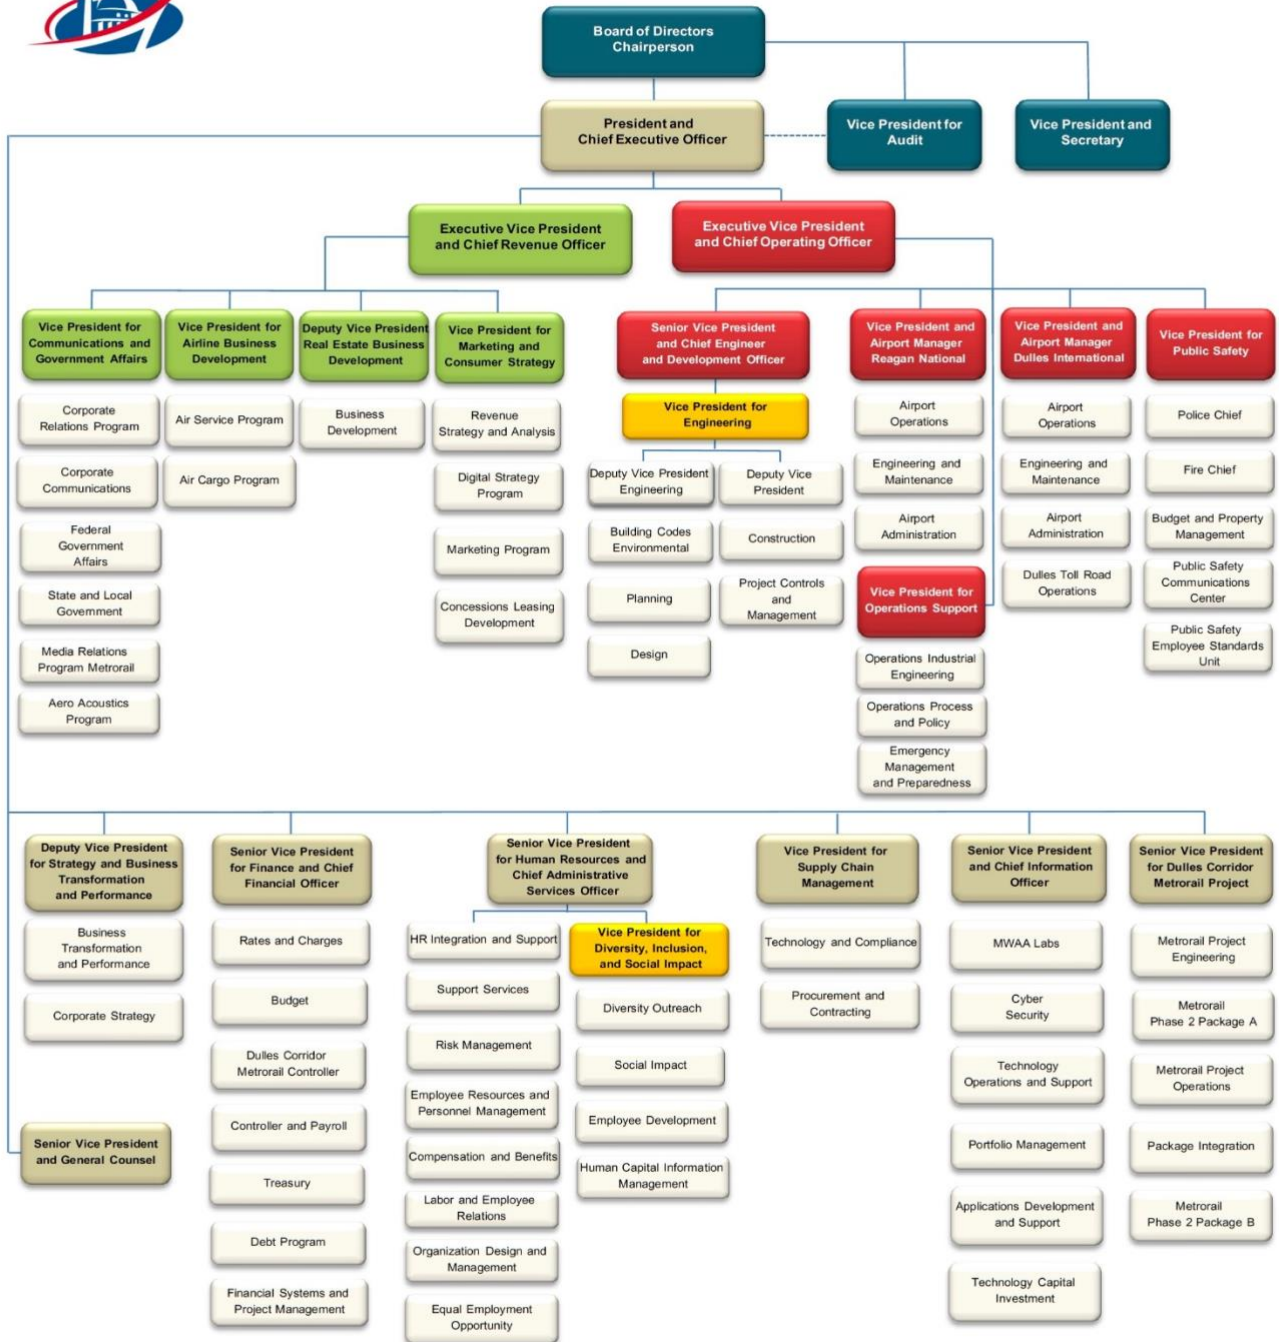 Board of Directors
Chairperson
President and
Chief Executive Officer
Vice President for
Audit
Vice President and
Secretary
Executive Vice President
and Chief Revenue Officer
Executive Vice President
and Chief Operating Officer
Vice President for
Communications and
Government Affairs
Corporate
Relations Program
Corporate
Communications
Federal
Government
Affairs
State and Local
Government
Media Relations
Program Metrorail
Aero Acoustics
Program
Vice President for
Airline Business
Development
Air Service Program
Air Cargo Program
Deputy Vice President
Real Estate Business
Development
Business
Development
Vice President for
Marketing and
Consumer Strategy
Revenue
Strategy and Analysis
Digital Strategy
Program
Marketing Program
Concessions Leasing
Development
Senior Vice President
and Chief Engineer
and Development Officer
Vice President for
Engineering
Deputy Vice President
Engineering
Building Codes
Environmental
Planning
Design
Deputy Vice
President
Construction
Project Controls
and
Management
Vice President and
Airport Manager
Reagan National
Airport
Operations
Engineering and
Maintenance
Airport
Administration
Vice President for
Operations Support
Operations Industrial
Engineering
Operations Process
and Policy
Emergency
Management
and Preparedness
Vice President and
Airport Manager
Dulles International
Airport
Operations
Engineering and
Maintenance
Airport
Administration
Dulles Toll Road
Operations
Vice President for
Public Safety
Police Chief
Fire Chief
Budget and Property
Management
Public Safety
Communications
Center
Public Safety
Employee Standards
Unit
Deputy Vice President
for Strategy and Business
Transformation
and Performance
Business
Transformation
and Performance
Corporate Strategy
Senior Vice President
and General Counsel
Senior Vice President
for Finance and Chief
Financial Officer
Rates and Charges
Budget
Dulles Corridor
Metrorail Controller
Controller and Payroll
Treasury
Debt Program
Financial Systems and
Project Management
Senior Vice President
for Human Resources and
Chief Administrative
Services Officer
HR Integration and Support
Support Services
Risk Management
Employee Resources and
Personnel Management
Compensation and Benefits
Labor and Employee
Relations
Organization Design and
Management
Equal Employment
Opportunity
Vice President for
Diversity, Inclusion,
and Social Impact
Diversity Outreach
Social Impact
Employee Development
Human Capital Information
Management
Vice President for
Supply Chain
Management
Technology and Compliance
Procurement and
Contracting
Senior Vice President
and Chief Information
Officer
MWAA Labs
Cyber
Security
Technology
Operations and Support
Portfolio Management
Applications Development
and Support
Technology Capital
Investment
Senior Vice President
for Dulles Corridor
Metrorail Project
Metrorail Project
Engineering
Metrorail
Phase 2 Package A
Metrorail Project
Operations
Package Integration
Metrorail
Phase 2 Package B